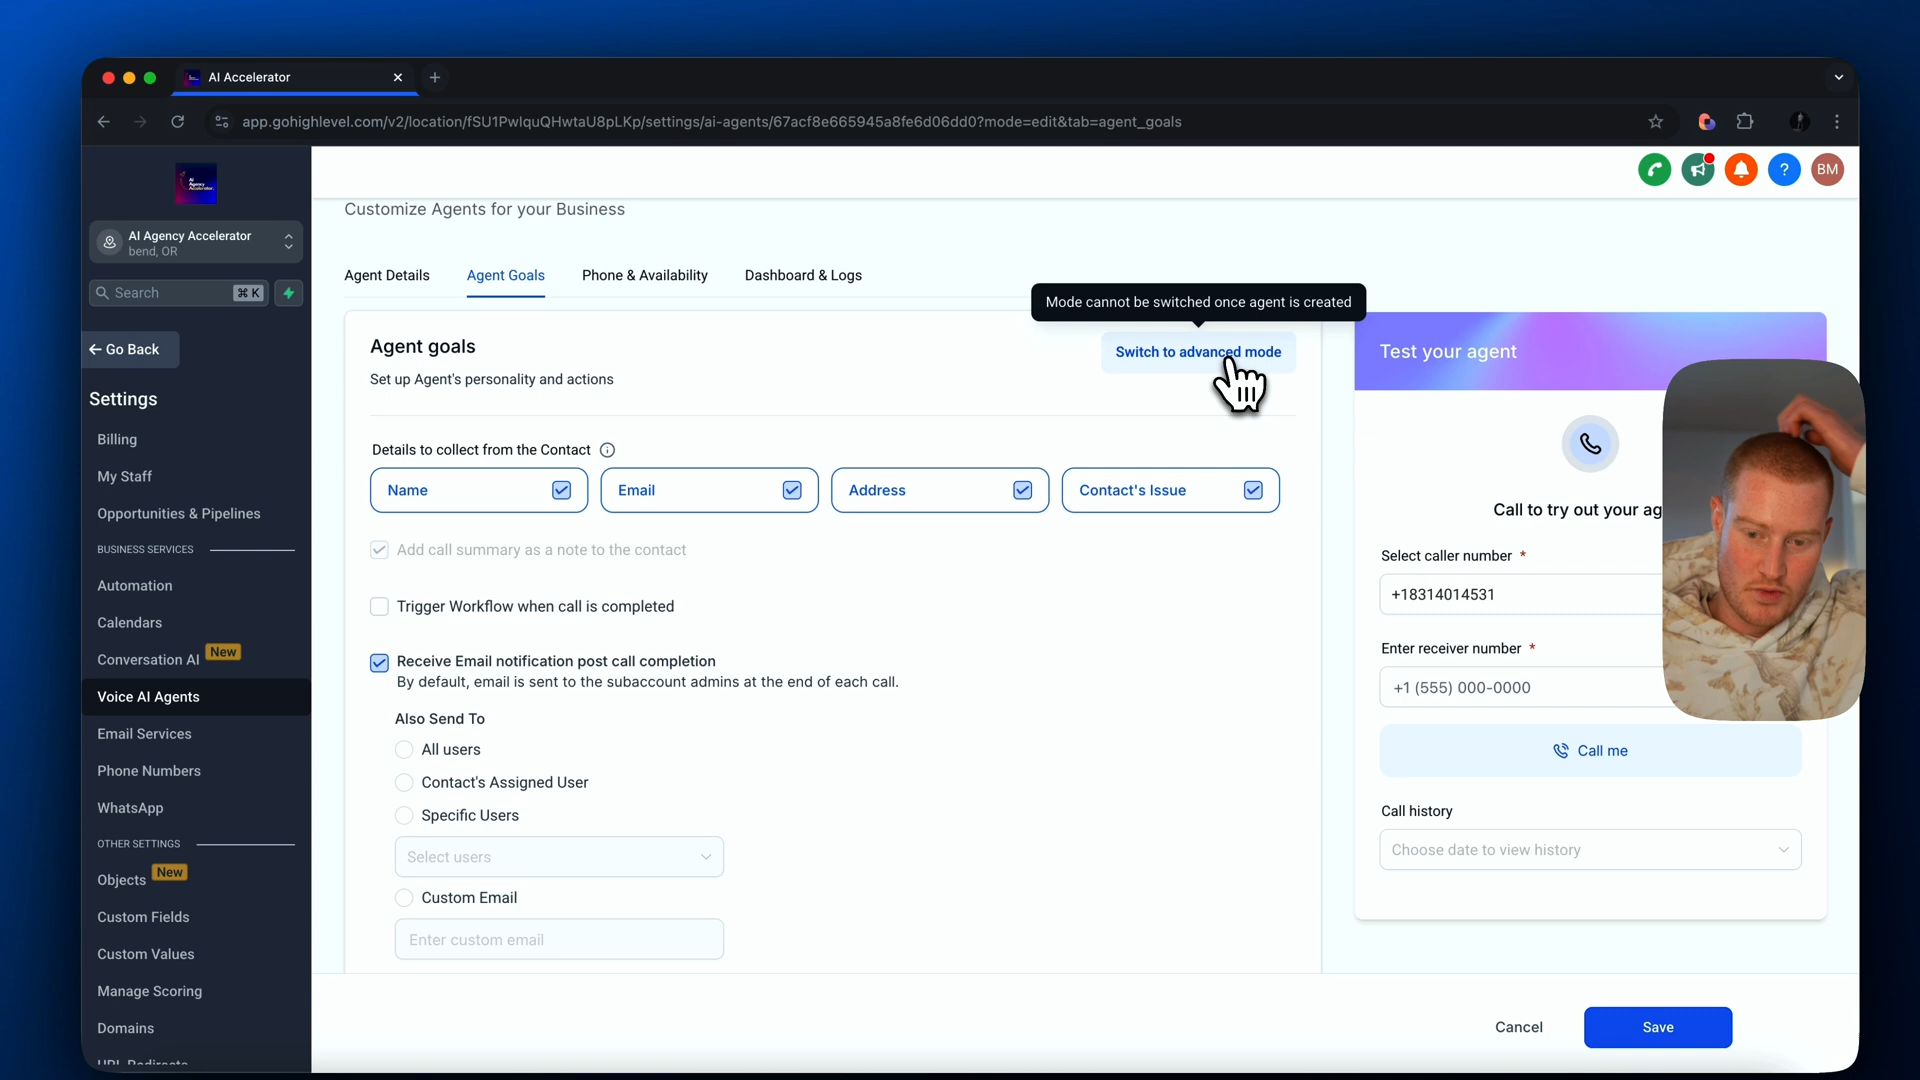 AI Accelerator
app.gohighlevel.com/v2/location/fSU1PwIquQHwtaU8pLKp/settings/ai-agents/67acf8e665945a8fe6d06dd0?mode=edit&tab=agent_goals
BM
AI Agency Accelerator
bend, OR
Search
⌘ K
Go Back
Settings
Billing
My Staff
Opportunities & Pipelines
BUSINESS SERVICES
Automation
Calendars
Conversation AI New
Voice AI Agents
Email Services
Phone Numbers
WhatsApp
OTHER SETTINGS
Objects New
Custom Fields
Custom Values
Manage Scoring
Domains
URL Redirects
Customize Agents for your Business
Agent Details
Agent Goals
Phone & Availability
Dashboard & Logs
Mode cannot be switched once agent is created
Agent goals
Switch to advanced mode
Set up Agent's personality and actions
Details to collect from the Contact
Name
Email
Address
Contact's Issue
Add call summary as a note to the contact
Trigger Workflow when call is completed
Receive Email notification post call completion
By default, email is sent to the subaccount admins at the end of each call.
Also Send To
All users
Contact's Assigned User
Specific Users
Select users
Custom Email
Enter custom email
Test your agent
Call to try out your ag
Select caller number *
+18314014531
Enter receiver number *
+1 (555) 000-0000
Call me
Call history
Choose date to view history
Cancel
Save